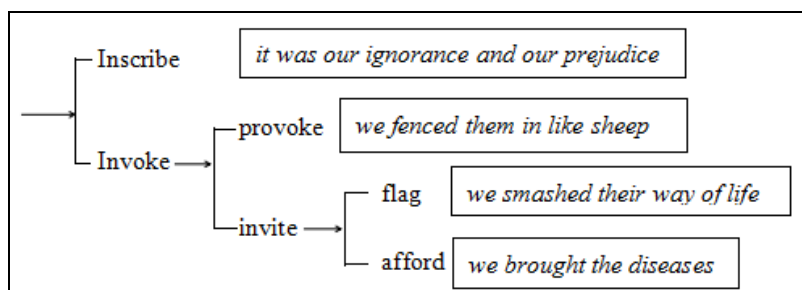 Inscribe it was our ignorance and our prejudice
provoke we fenced them in like sheep
Invoke
flag we smashed their way of life
invite
afford we brought the diseases